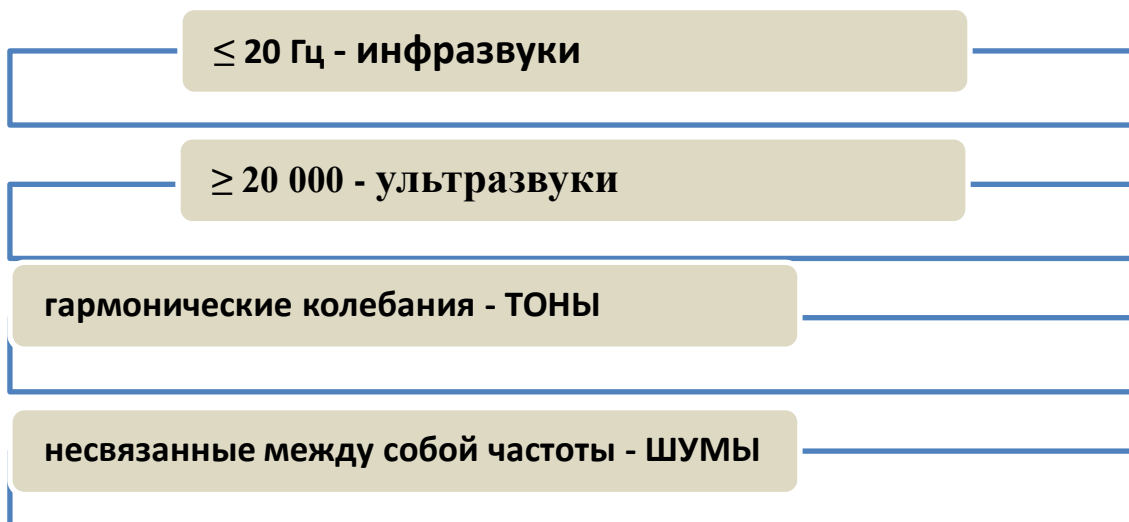 ≤ 20 Гц - инфразвуки
≥ 20 000 - ультразвуки
гармонические колебания - ТОНЫ
несвязанные между собой частоты - ШУМЫ